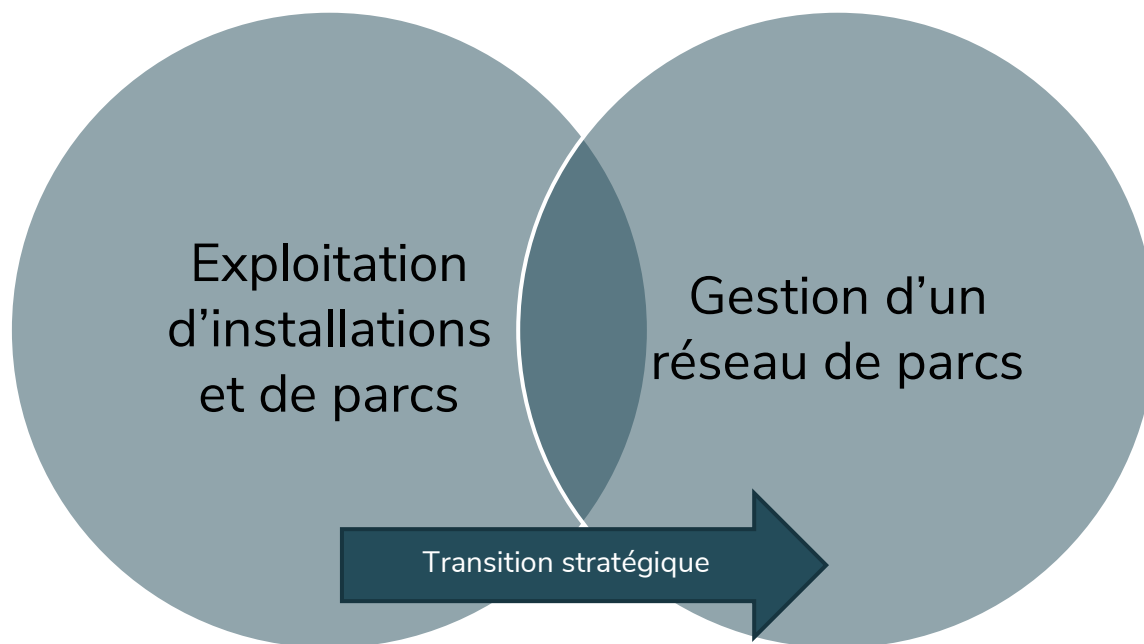 Exploitation
d’installations
et de parcs
Gestion d’un
réseau de parcs
Transition stratégique